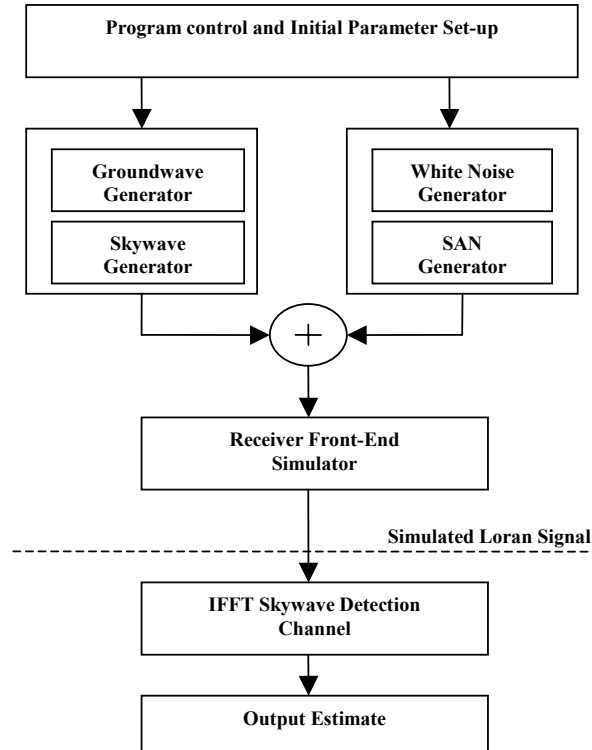 Program control and Initial Parameter Set-up
Groundwave
Generator
White Noise
Generator
Skywave
Generator
SAN
Generator
+
Receiver Front-End
Simulator
Simulated Loran Signal
IFFT Skywave Detection
Channel
Output Estimate